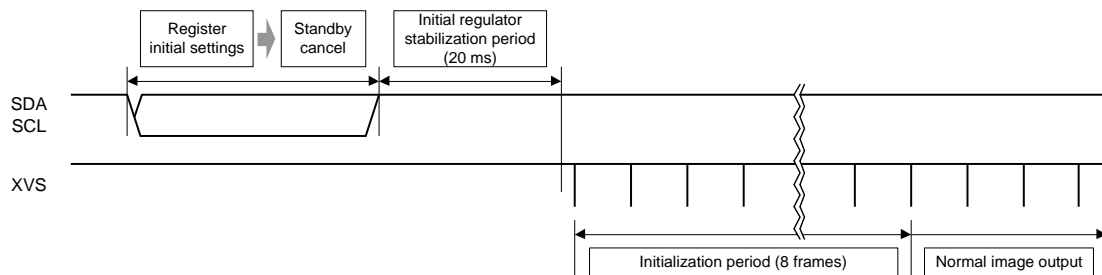 Register
initial settings
Standby
cancel
Initial regulator
stabilization period
(20 ms)
SDA
SCL
XVS
Initialization period (8 frames)
Normal image output